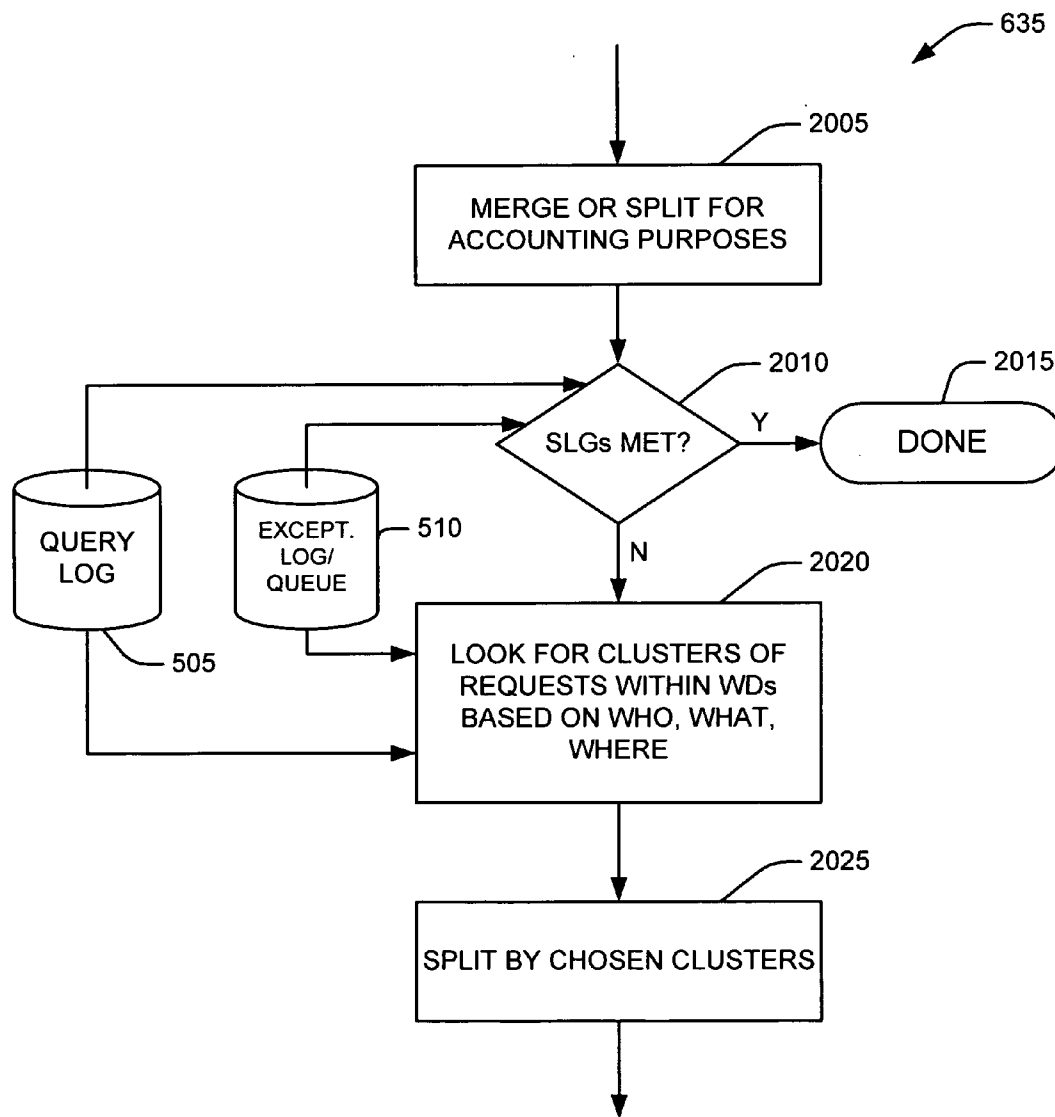 635
2005
MERGE OR SPLIT FOR
ACCOUNTING PURPOSES
2010
2015
SLGs MET?
Y
DONE
QUERY
LOG
EXCEPT.
LOG/
QUEUE
510
N
2020
505
LOOK FOR CLUSTERS OF
REQUESTS WITHIN WDs
BASED ON WHO, WHAT,
WHERE
2025
SPLIT BY CHOSEN CLUSTERS